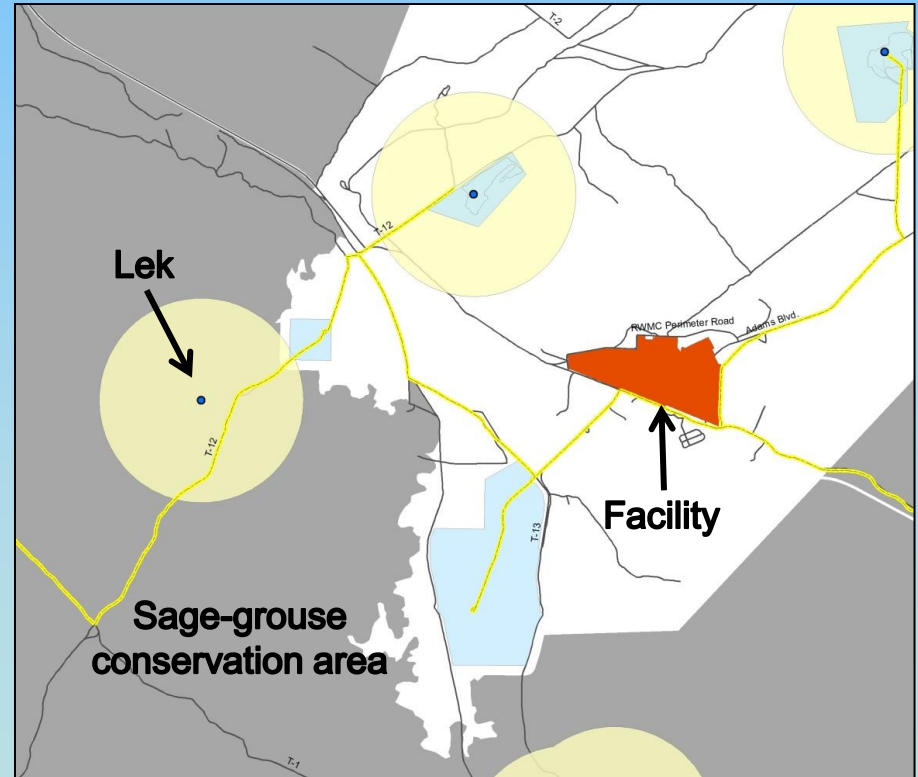 T-2
T-12
Lek
RWMC Perimeter Road
Adams Blvd.
T-12
Facility
T-13
Sage-grouse
conservation area
T-1